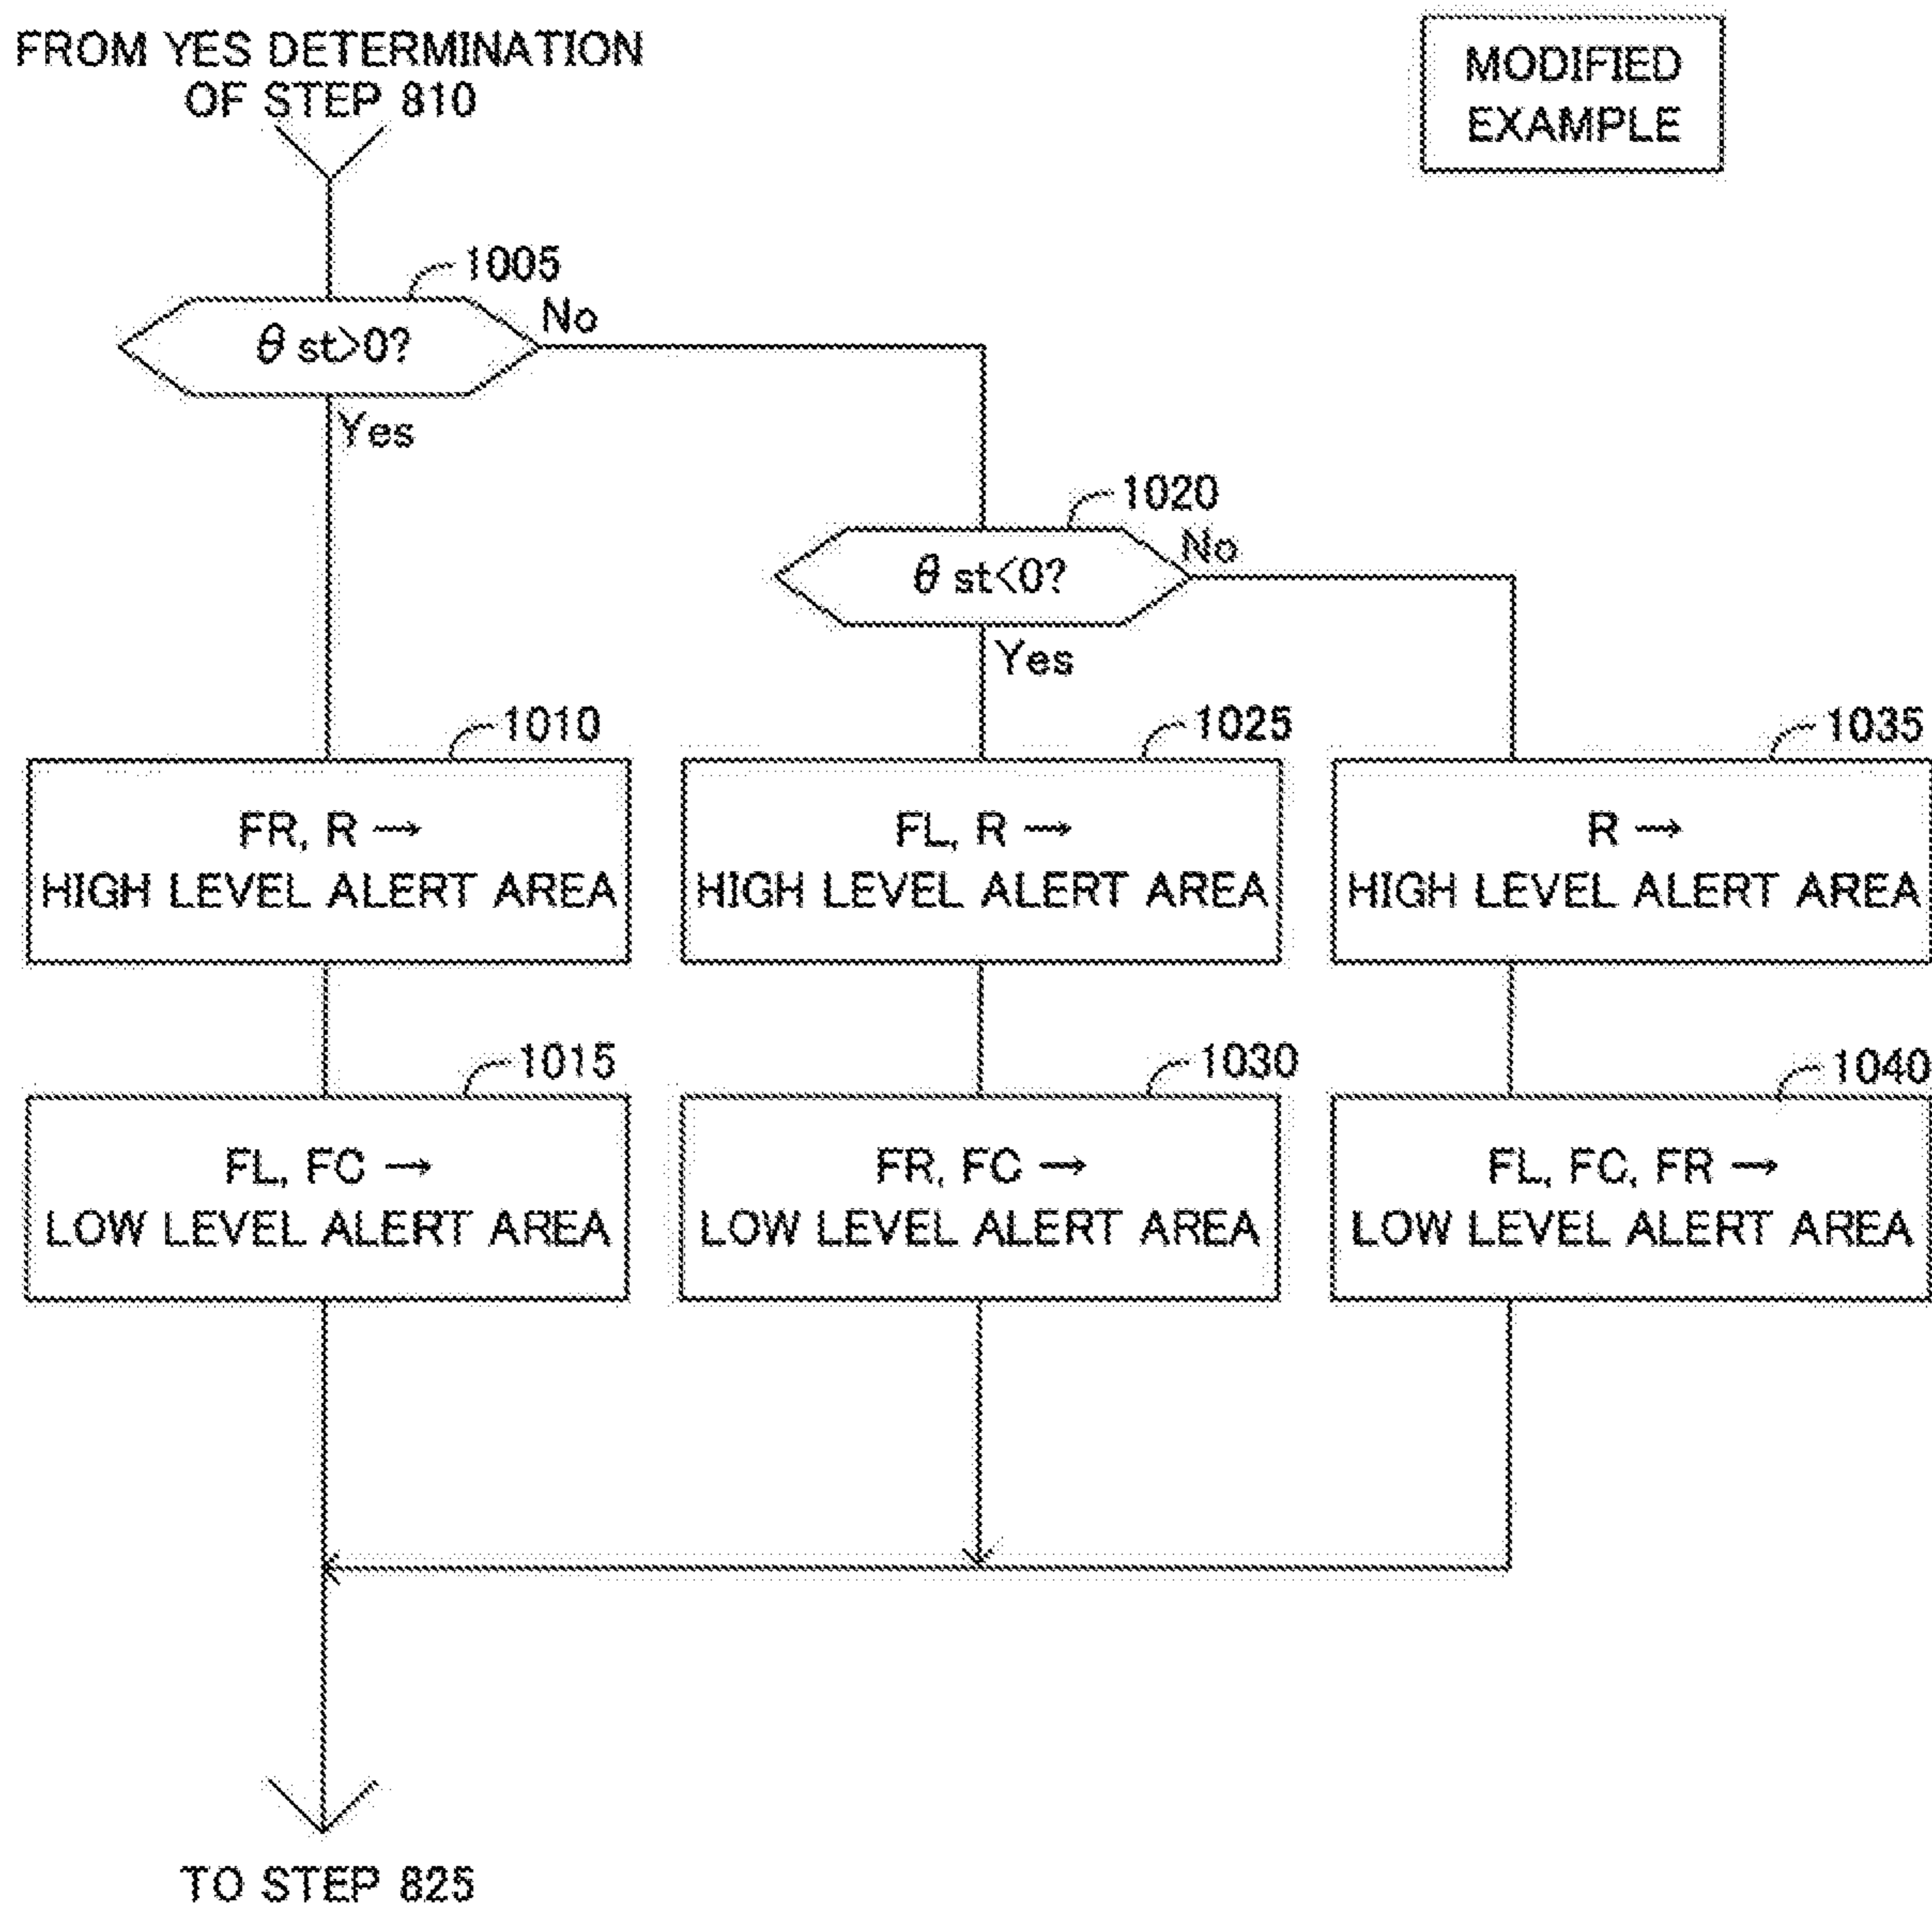 FROM YES DETERMINATION
OF STEP 810
MODIFIED
EXAMPLE
1005
θst>0?
No
Yes
1020
θst<0?
No
Yes
1010
FR, R →
HIGH LEVEL ALERT AREA
1025
FL, R →
HIGH LEVEL ALERT AREA
1035
R →
HIGH LEVEL ALERT AREA
1015
FL, FC →
LOW LEVEL ALERT AREA
1030
FR, FC →
LOW LEVEL ALERT AREA
1040
FL, FC, FR →
LOW LEVEL ALERT AREA
TO STEP 825